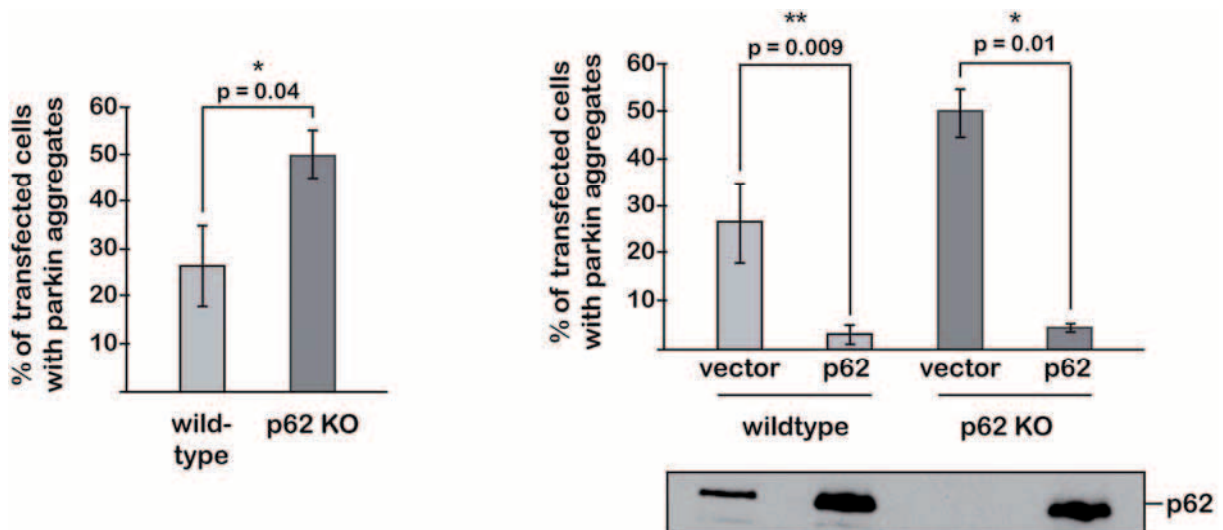 *
p = 0.04
% of transfected cells
with parkin aggregates
60
50
40
30
20
10
wild-
type
p62 KO
**
p = 0.009
*
p = 0.01
% of transfected cells
with parkin aggregates
60
50
40
30
20
10
vector p62 vector p62
wildtype p62 KO
p62